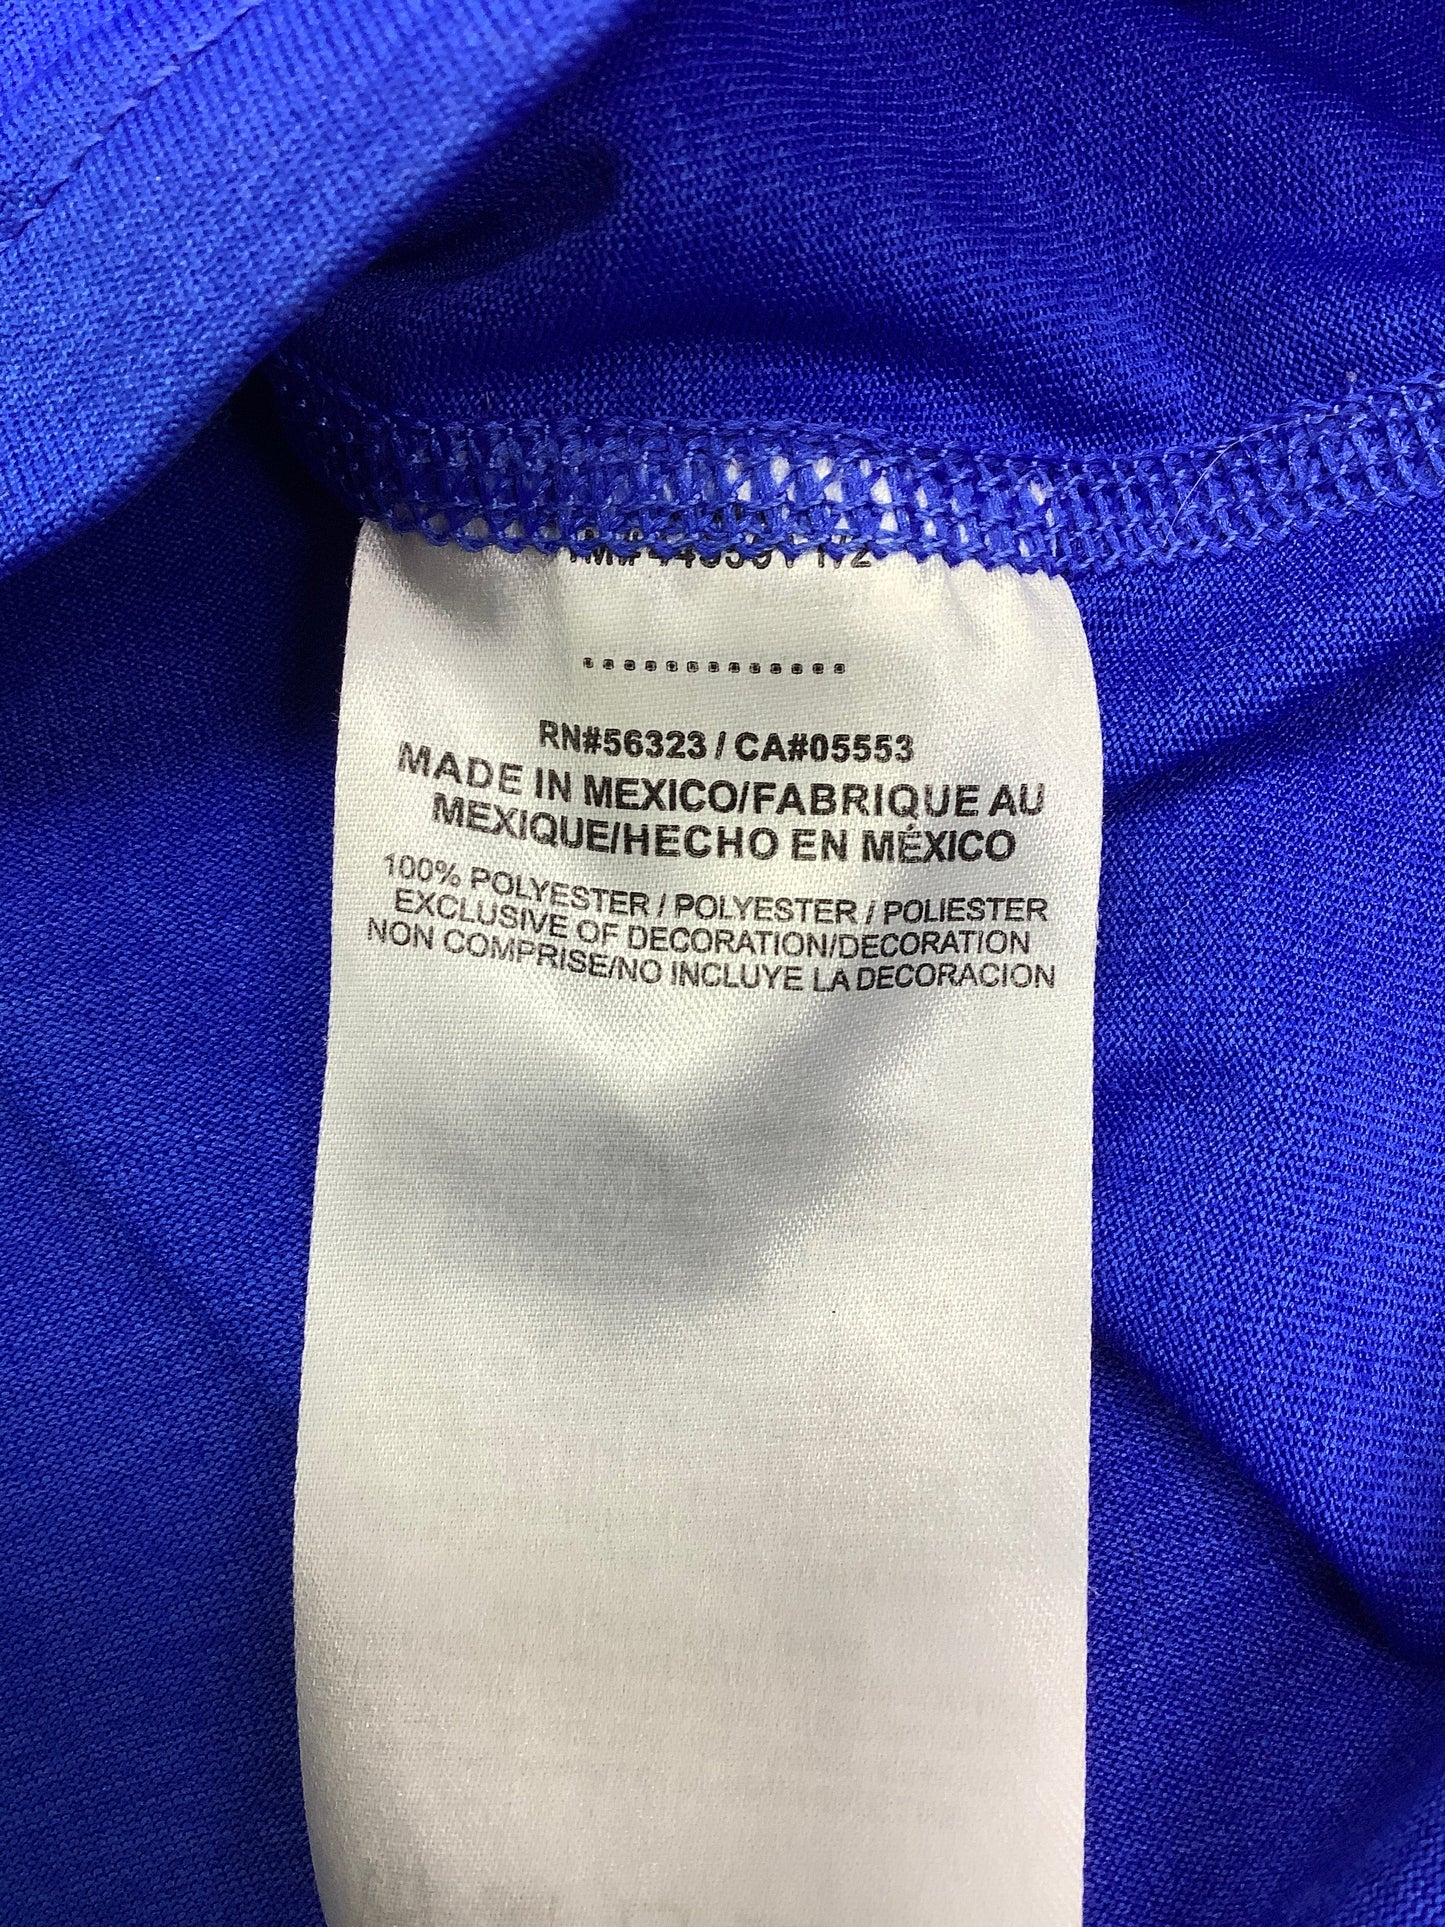 .............
RN#56323 / CA#05553
MADE IN MEXICO/FABRIQUE AU
MEXIQUE/HECHO EN MÉXICO
100% POLYESTER / POLYESTER / POLIESTER
EXCLUSIVE OF DECORATION/DECORATION
NON COMPRISE/NO INCLUYE LA DECORACION